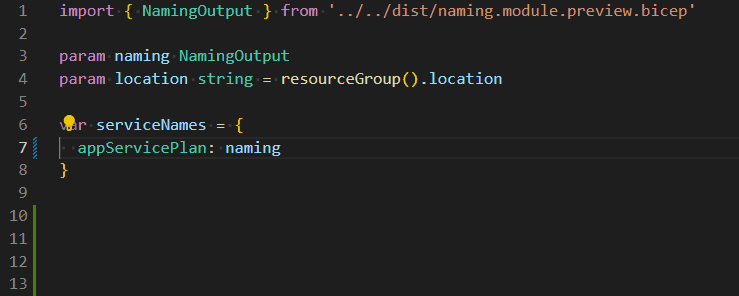 1 import { NamingOutput } from '../../dist/naming.module.preview.bicep'
2
3 param naming NamingOutput
4 param location string = resourceGroup().location
5
6 var serviceNames = {
7   appServicePlan: naming
8 }
9
10
11
12
13